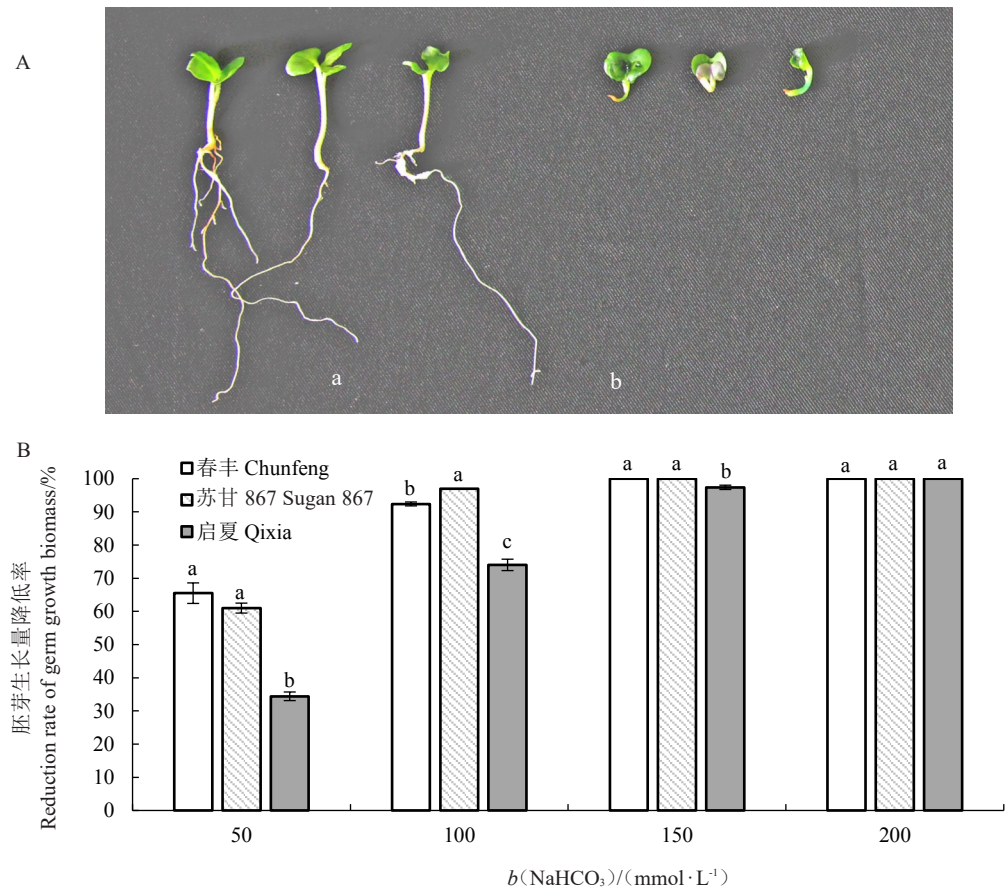 A
a b
B
春丰 Chunfeng
苏甘 867 Sugan 867
启夏 Qixia
胚芽生长量降低率
Reduction rate of germ growth biomass/%
100
90
80
70
60
50
40
30
20
10
0
a a b
b a c
a a b
a a a
50 100 150 200
b(NaHCO₃)/(mmol·L⁻¹)